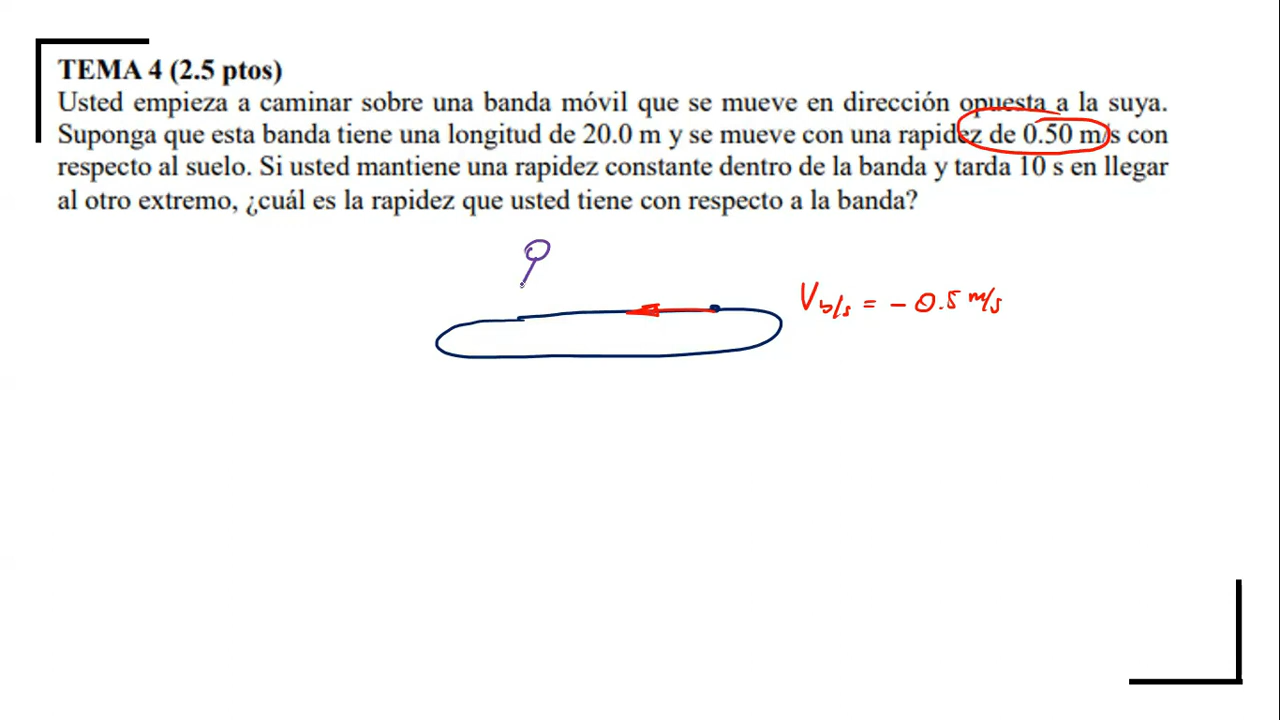 TEMA 4 (2.5 ptos)
Usted empieza a caminar sobre una banda móvil que se mueve en dirección opuesta a la suya.
Suponga que esta banda tiene una longitud de 20.0 m y se mueve con una rapidez de 0.50 m/s con
respecto al suelo. Si usted mantiene una rapidez constante dentro de la banda y tarda 10 s en llegar
al otro extremo, ¿cuál es la rapidez que usted tiene con respecto a la banda?
Vb/s = - 0.5 m/s